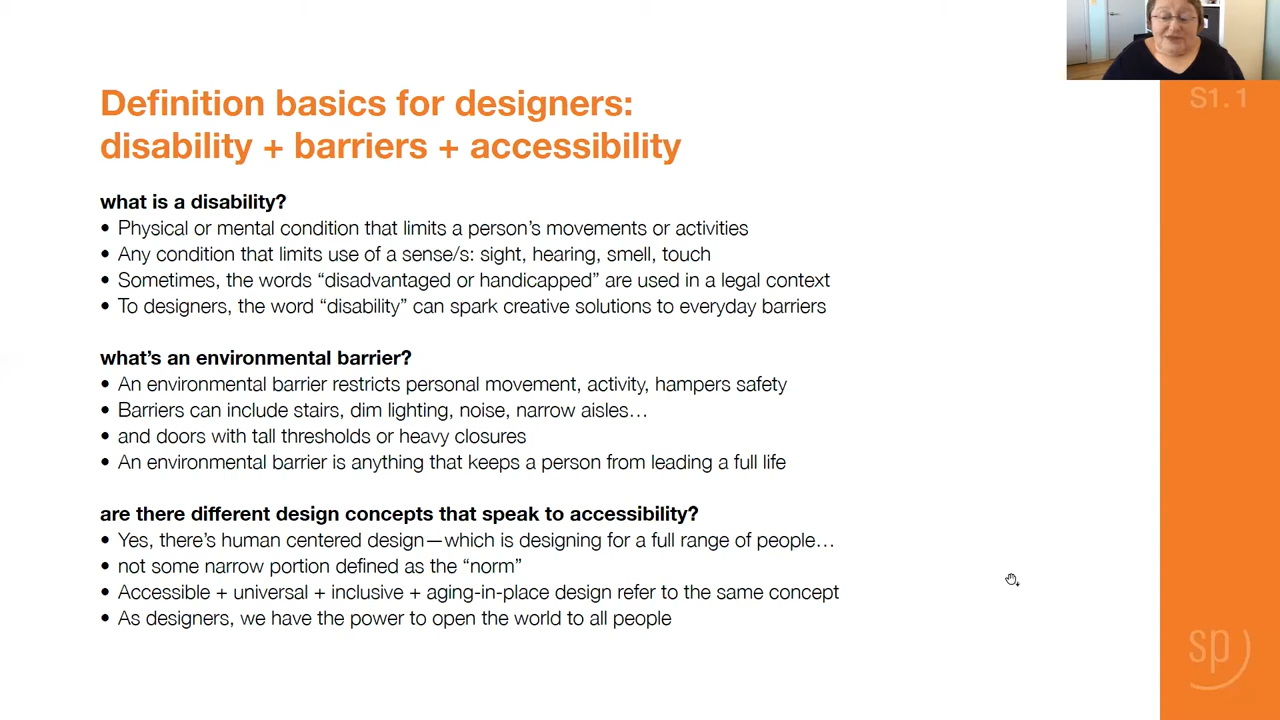 Definition basics for designers:
disability + barriers + accessibility
S1.1
what is a disability?
• Physical or mental condition that limits a person’s movements or activities
• Any condition that limits use of a sense/s: sight, hearing, smell, touch
• Sometimes, the words “disadvantaged or handicapped” are used in a legal context
• To designers, the word “disability” can spark creative solutions to everyday barriers
what’s an environmental barrier?
• An environmental barrier restricts personal movement, activity, hampers safety
• Barriers can include stairs, dim lighting, noise, narrow aisles…
• and doors with tall thresholds or heavy closures
• An environmental barrier is anything that keeps a person from leading a full life
are there different design concepts that speak to accessibility?
• Yes, there’s human centered design—which is designing for a full range of people…
• not some narrow portion defined as the “norm”
• Accessible + universal + inclusive + aging-in-place design refer to the same concept
• As designers, we have the power to open the world to all people
sp